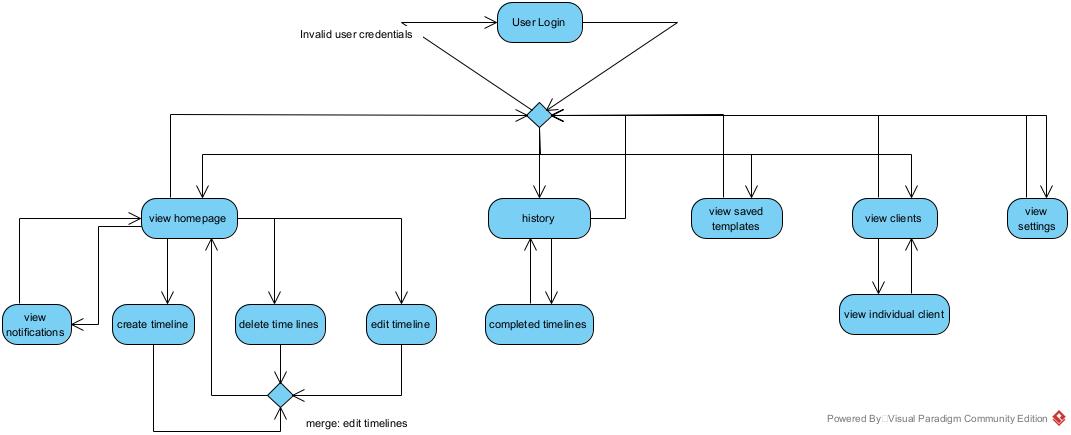 User Login
Invalid user credentials
view homepage
history
view saved
templates
view clients
view
settings
view
notifications
create timeline
delete time lines
edit timeline
completed timelines
view individual client
merge: edit timelines
Powered By□Visual Paradigm Community Edition